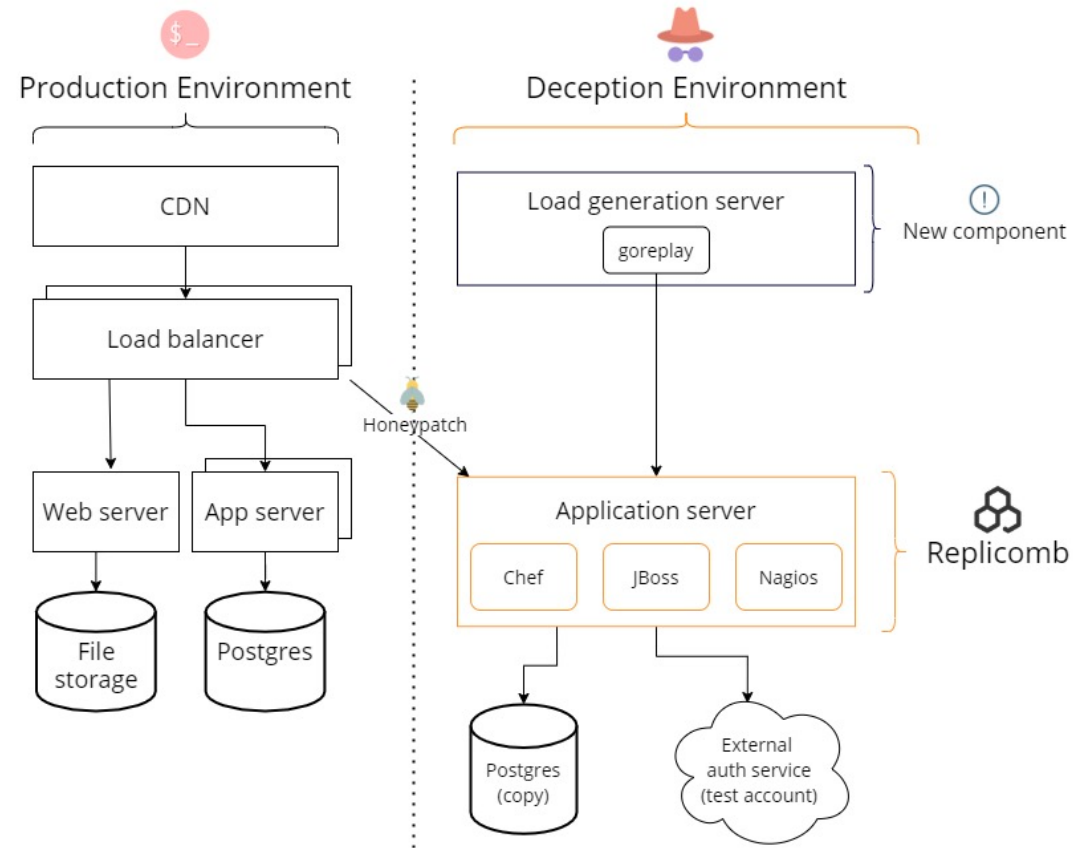 $_
Production Environment
Deception Environment
CDN
Load generation server
goreplay
!
New component
Load balancer
Honeypatch
Web server
App server
Application server
Chef
JBoss
Nagios
Replicomb
File
storage
Postgres
Postgres
(copy)
External
auth service
(test account)